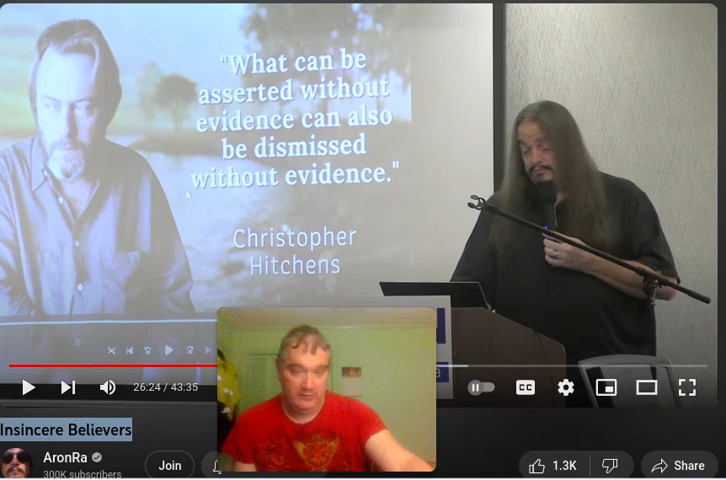 "What can be
asserted without
evidence can also
be dismissed
without evidence."
Christopher
Hitchens
26:24 / 43:35
CC
Insincere Believers
AronRa
300K subscribers
Join
1.3K
Share